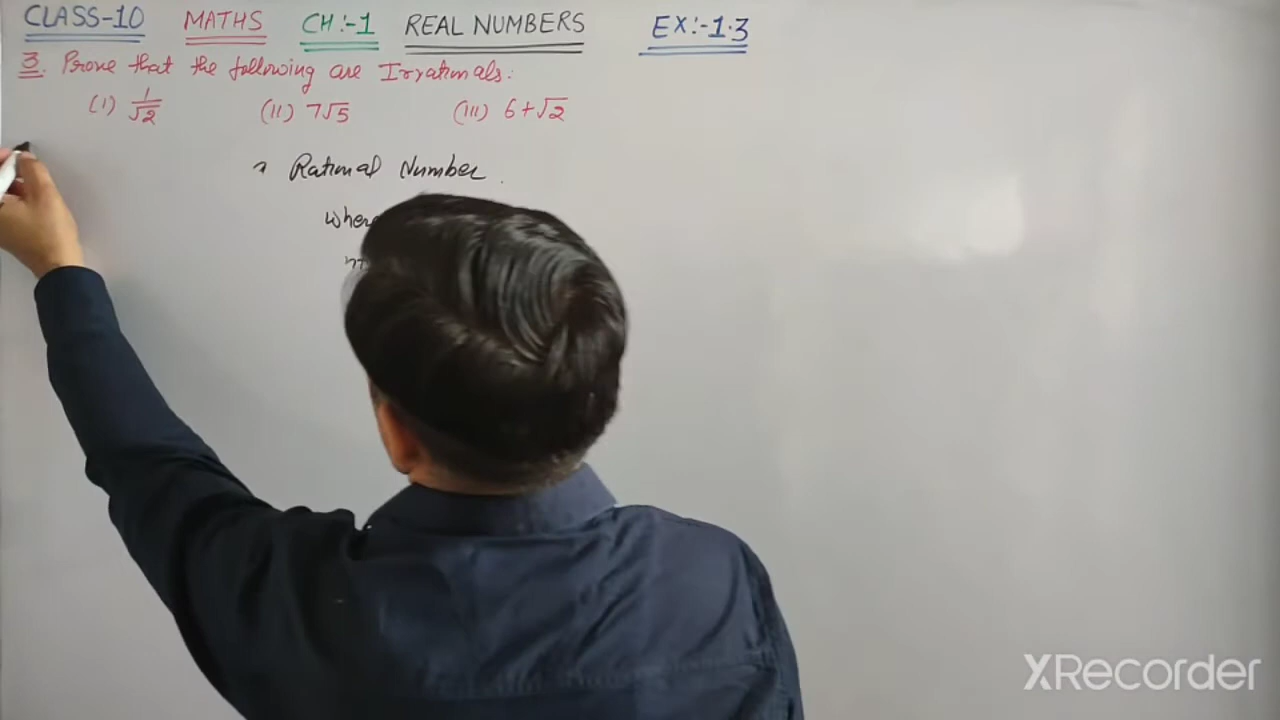 CLASS-10 MATHS CH:-1 REAL NUMBERS EX:-1.3
3. Prove that the following are Irrationals:
(I) 1/√2 (II) 7√5 (III) 6+√2
Rational Number
where
XRecorder